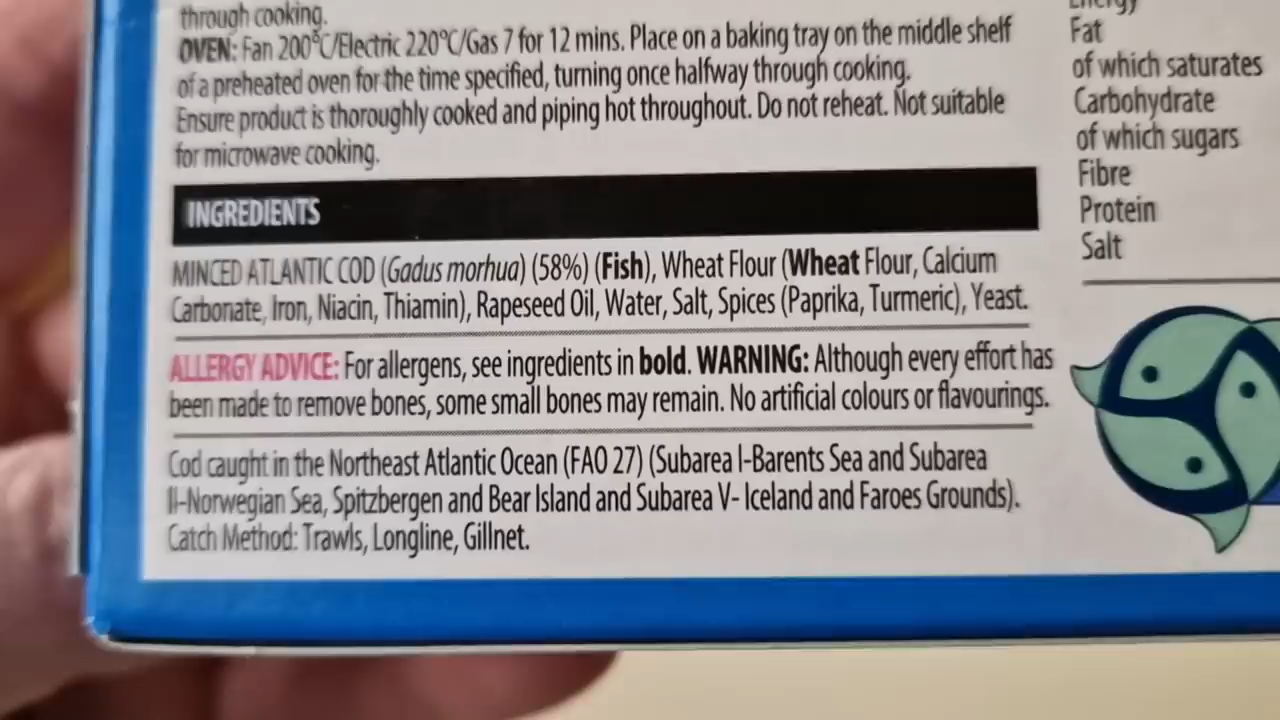 through cooking.
OVEN: Fan 200°C/Electric 220°C/Gas 7 for 12 mins. Place on a baking tray on the middle shelf
of a preheated oven for the time specified, turning once halfway through cooking.
Ensure product is thoroughly cooked and piping hot throughout. Do not reheat. Not suitable
for microwave cooking.
INGREDIENTS
MINCED ATLANTIC COD (Gadus morhua) (58%) (Fish), Wheat Flour (Wheat Flour, Calcium
Carbonate, Iron, Niacin, Thiamin), Rapeseed Oil, Water, Salt, Spices (Paprika, Turmeric), Yeast.
ALLERGY ADVICE: For allergens, see ingredients in bold. WARNING: Although every effort has
been made to remove bones, some small bones may remain. No artificial colours or flavourings.
Cod caught in the Northeast Atlantic Ocean (FAO 27) (Subarea I-Barents Sea and Subarea
II-Norwegian Sea, Spitzbergen and Bear Island and Subarea V- Iceland and Faroes Grounds).
Catch Method: Trawls, Longline, Gillnet.
Energy
Fat
of which saturates
Carbohydrate
of which sugars
Fibre
Protein
Salt